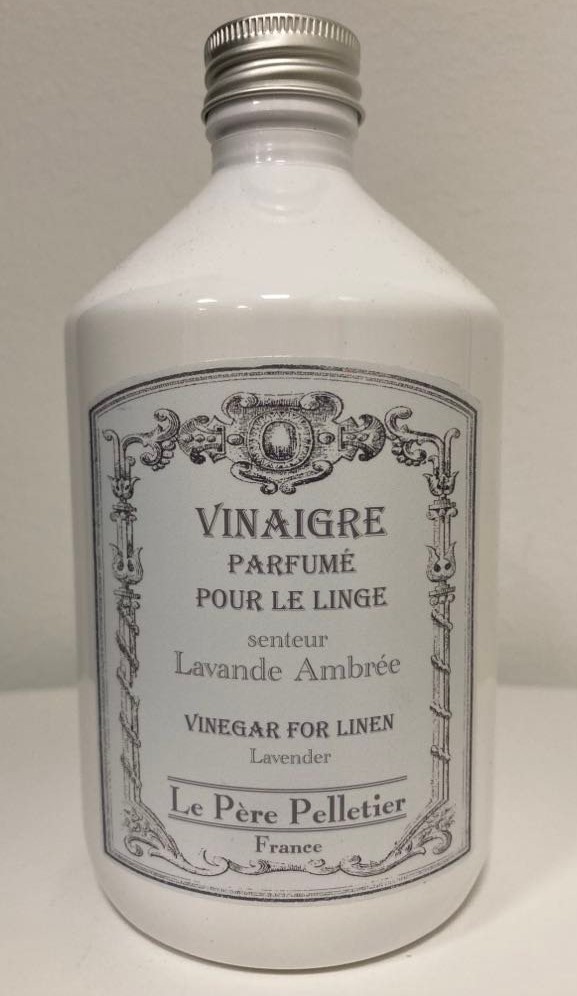 VINAIGRE
PARFUMÉ
POUR LE LINGE
senteur
Lavande Ambrée
VINEGAR FOR LINEN
Lavender
Le Père Pelletier
France